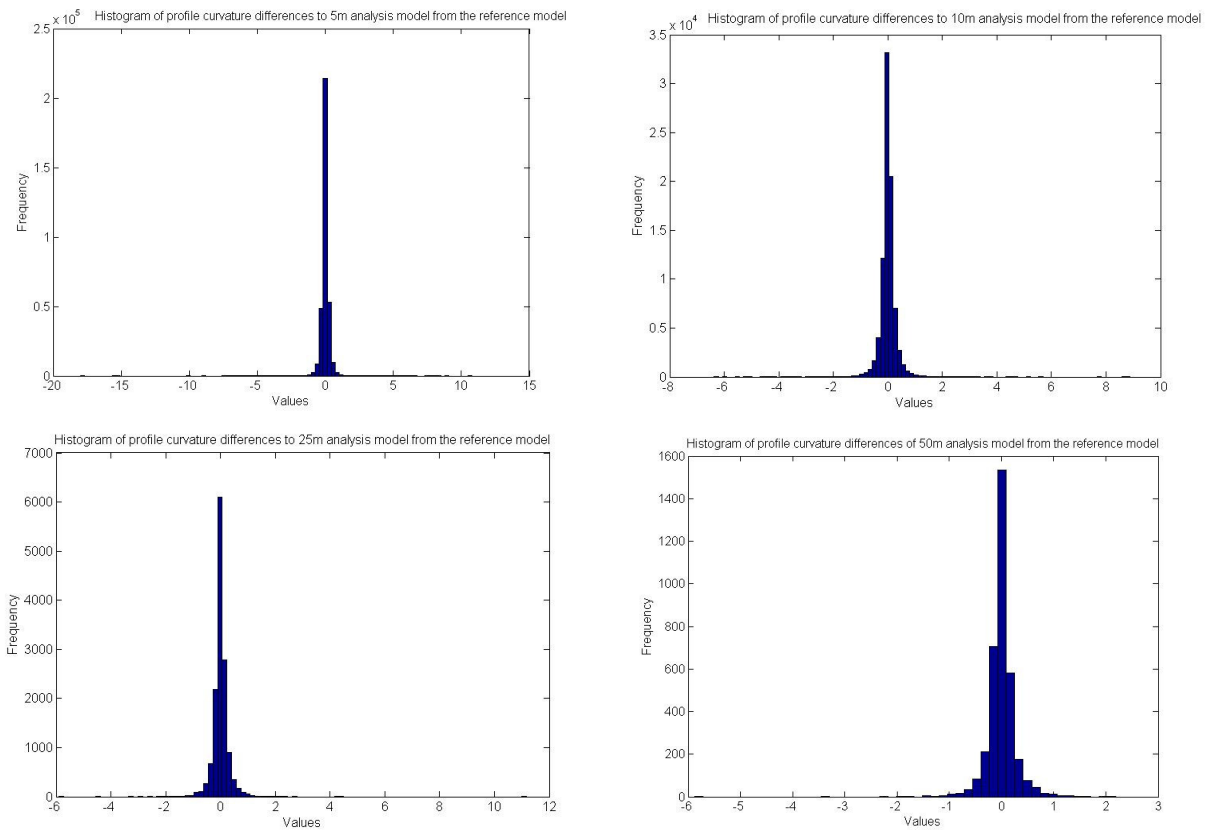 Histogram of profile curvature differences to 5m analysis model from the reference model
x 10^5
2.5
2
1.5
1
0.5
0
Frequency
-20 -15 -10 -5 0 5 10 15
Values
Histogram of profile curvature differences to 10m analysis model from the reference model
x 10^4
3.5
3
2.5
2
1.5
1
0.5
0
Frequency
-8 -6 -4 -2 0 2 4 6 8 10
Values
Histogram of profile curvature differences to 25m analysis model from the reference model
7000
6000
5000
4000
3000
2000
1000
0
Frequency
-6 -4 -2 0 2 4 6 8 10 12
Values
Histogram of profile curvature differences of 50m analysis model from the reference model
1600
1400
1200
1000
800
600
400
200
0
Frequency
-6 -5 -4 -3 -2 -1 0 1 2 3
Values